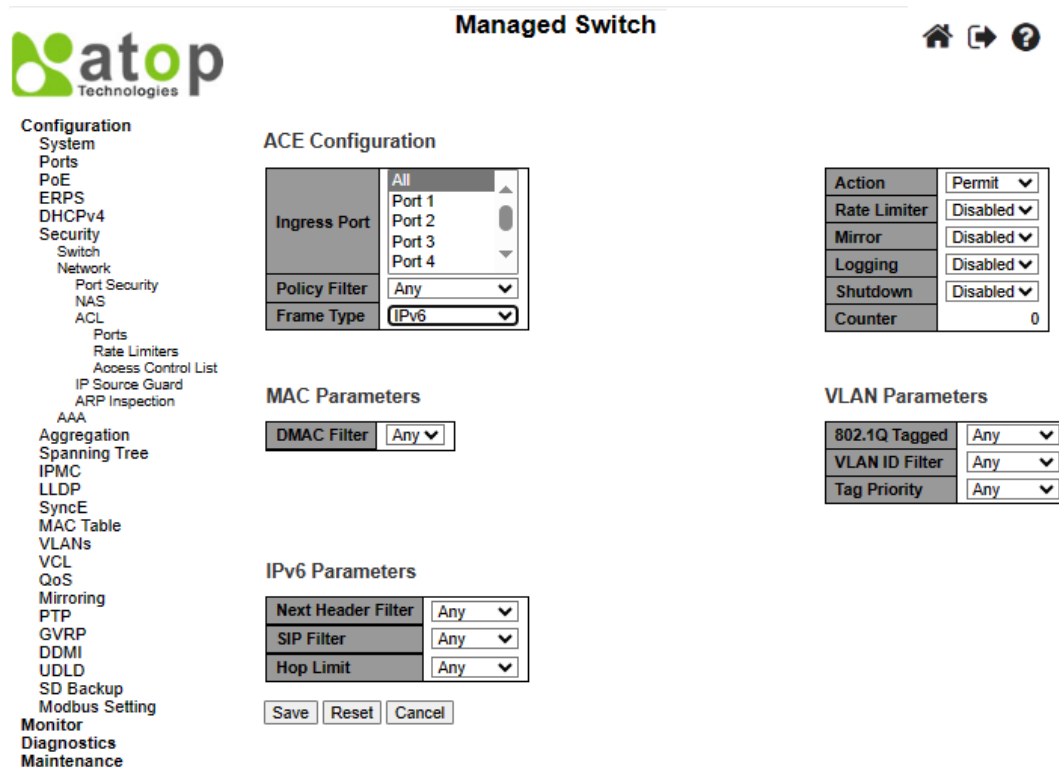 Managed Switch
atop
Technologies
Configuration
System
Ports
PoE
ERPS
DHCPv4
Security
Switch
Network
Port Security
NAS
ACL
Ports
Rate Limiters
Access Control List
IP Source Guard
ARP Inspection
AAA
Aggregation
Spanning Tree
IPMC
LLDP
SyncE
MAC Table
VLANs
VCL
QoS
Mirroring
PTP
GVRP
DDMI
UDLD
SD Backup
Modbus Setting
Monitor
Diagnostics
Maintenance
ACE Configuration
Ingress Port
All
Port 1
Port 2
Port 3
Port 4
Policy Filter Any
Frame Type IPv6
Action Permit
Rate Limiter Disabled
Mirror Disabled
Logging Disabled
Shutdown Disabled
Counter 0
MAC Parameters
DMAC Filter Any
VLAN Parameters
802.1Q Tagged Any
VLAN ID Filter Any
Tag Priority Any
IPv6 Parameters
Next Header Filter Any
SIP Filter Any
Hop Limit Any
Save Reset Cancel